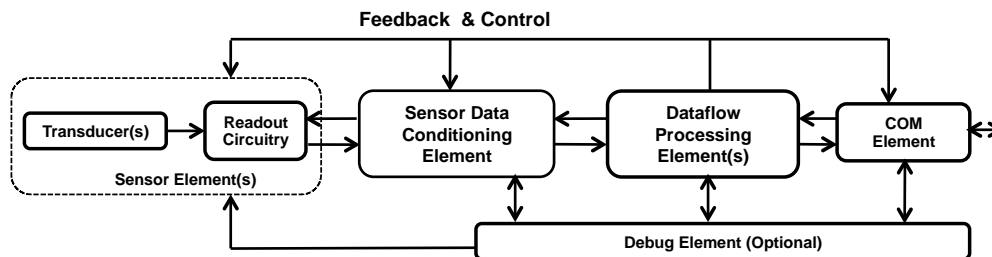 Feedback & Control
Transducer(s)
Readout
Circuitry
Sensor Element(s)
Sensor Data
Conditioning
Element
Dataflow
Processing
Element(s)
COM
Element
Debug Element (Optional)